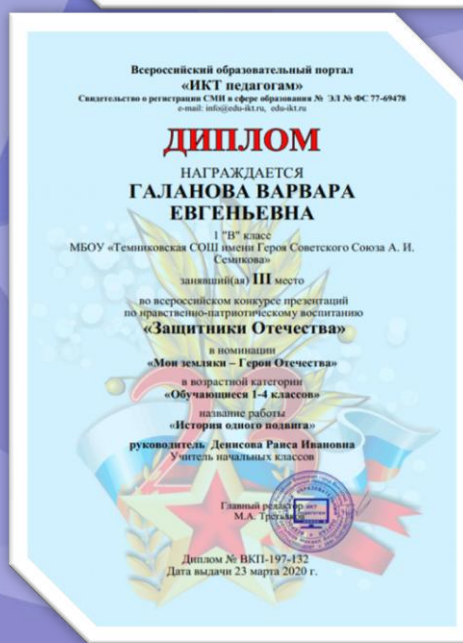 Всероссийский образовательный портал
«ИКТ педагогам»
Свидетельство о регистрации СМИ в сфере образования № ЭЛ № ФС 77-69478
e-mail: info@edu-ikt.ru, edu-ikt.ru
ДИПЛОМ
НАГРАЖДАЕТСЯ
ГАЛАНОВА ВАРВАРА
ЕВГЕНЬЕВНА
1 "В" класс
МБОУ «Темниковская СОШ имени Героя Советского Союза А. И.
Семикова»
занявший(ая) III место
во всероссийском конкурсе презентаций
по нравственно-патриотическому воспитанию
«Защитники Отечества»
в номинации
«Мои земляки – Герои Отечества»
в возрастной категории
«Обучающиеся 1-4 классов»
название работы
«История одного подвига»
руководитель Денисова Раиса Ивановна
Учитель начальных классов
Главный редактор
М.А.
Диплом № ВКП-197-132
Дата выдачи 23 марта 2020 г.